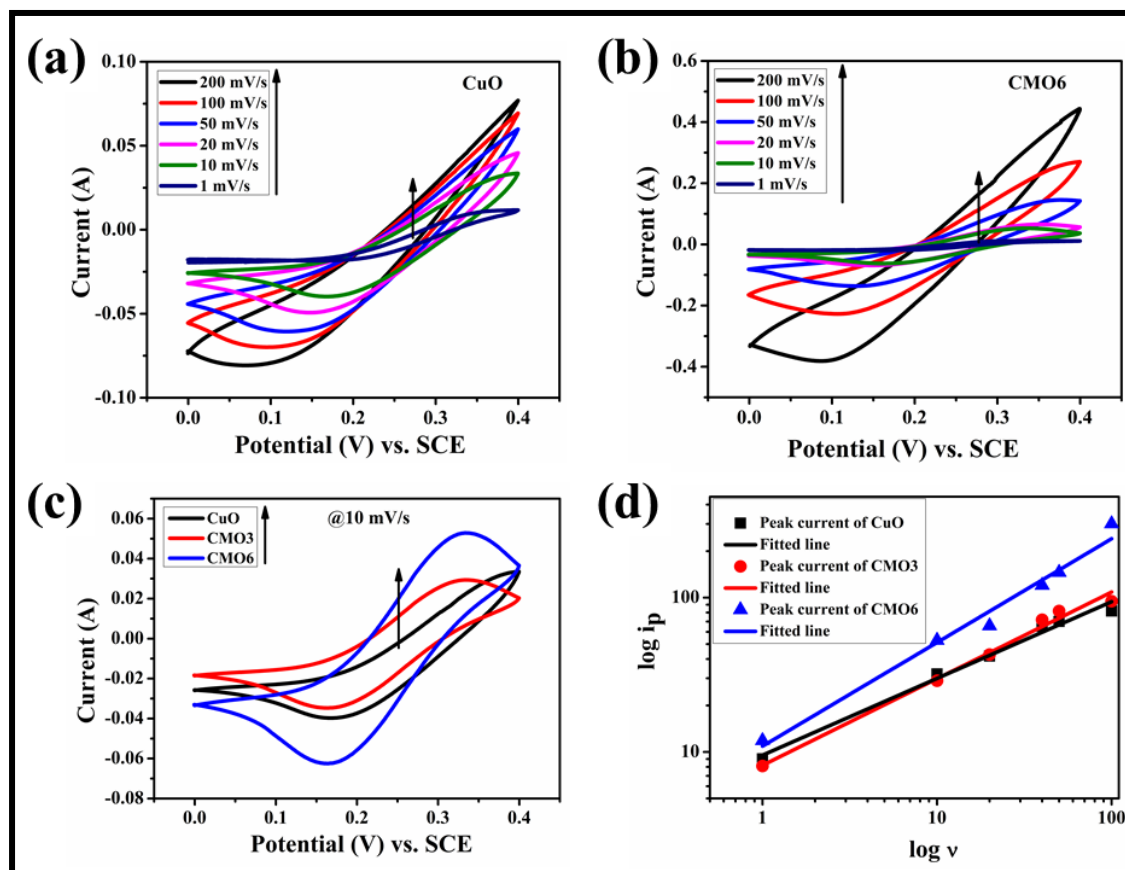 (a)
0.10
0.05
0.00
-0.05
-0.10
Current (A)
200 mV/s
100 mV/s
50 mV/s
20 mV/s
10 mV/s
1 mV/s
CuO
0.0 0.1 0.2 0.3 0.4
Potential (V) vs. SCE
(b)
0.6
0.4
0.2
0.0
-0.2
-0.4
Current (A)
200 mV/s
100 mV/s
50 mV/s
20 mV/s
10 mV/s
1 mV/s
CMO6
0.0 0.1 0.2 0.3 0.4
Potential (V) vs. SCE
(c)
0.06
0.04
0.02
0.00
-0.02
-0.04
-0.06
-0.08
Current (A)
CuO
CMO3
CMO6
@10 mV/s
0.0 0.1 0.2 0.3 0.4
Potential (V) vs. SCE
(d)
100
10
log ip
Peak current of CuO
Fitted line
Peak current of CMO3
Fitted line
Peak current of CMO6
Fitted line
1 10 100
log ν